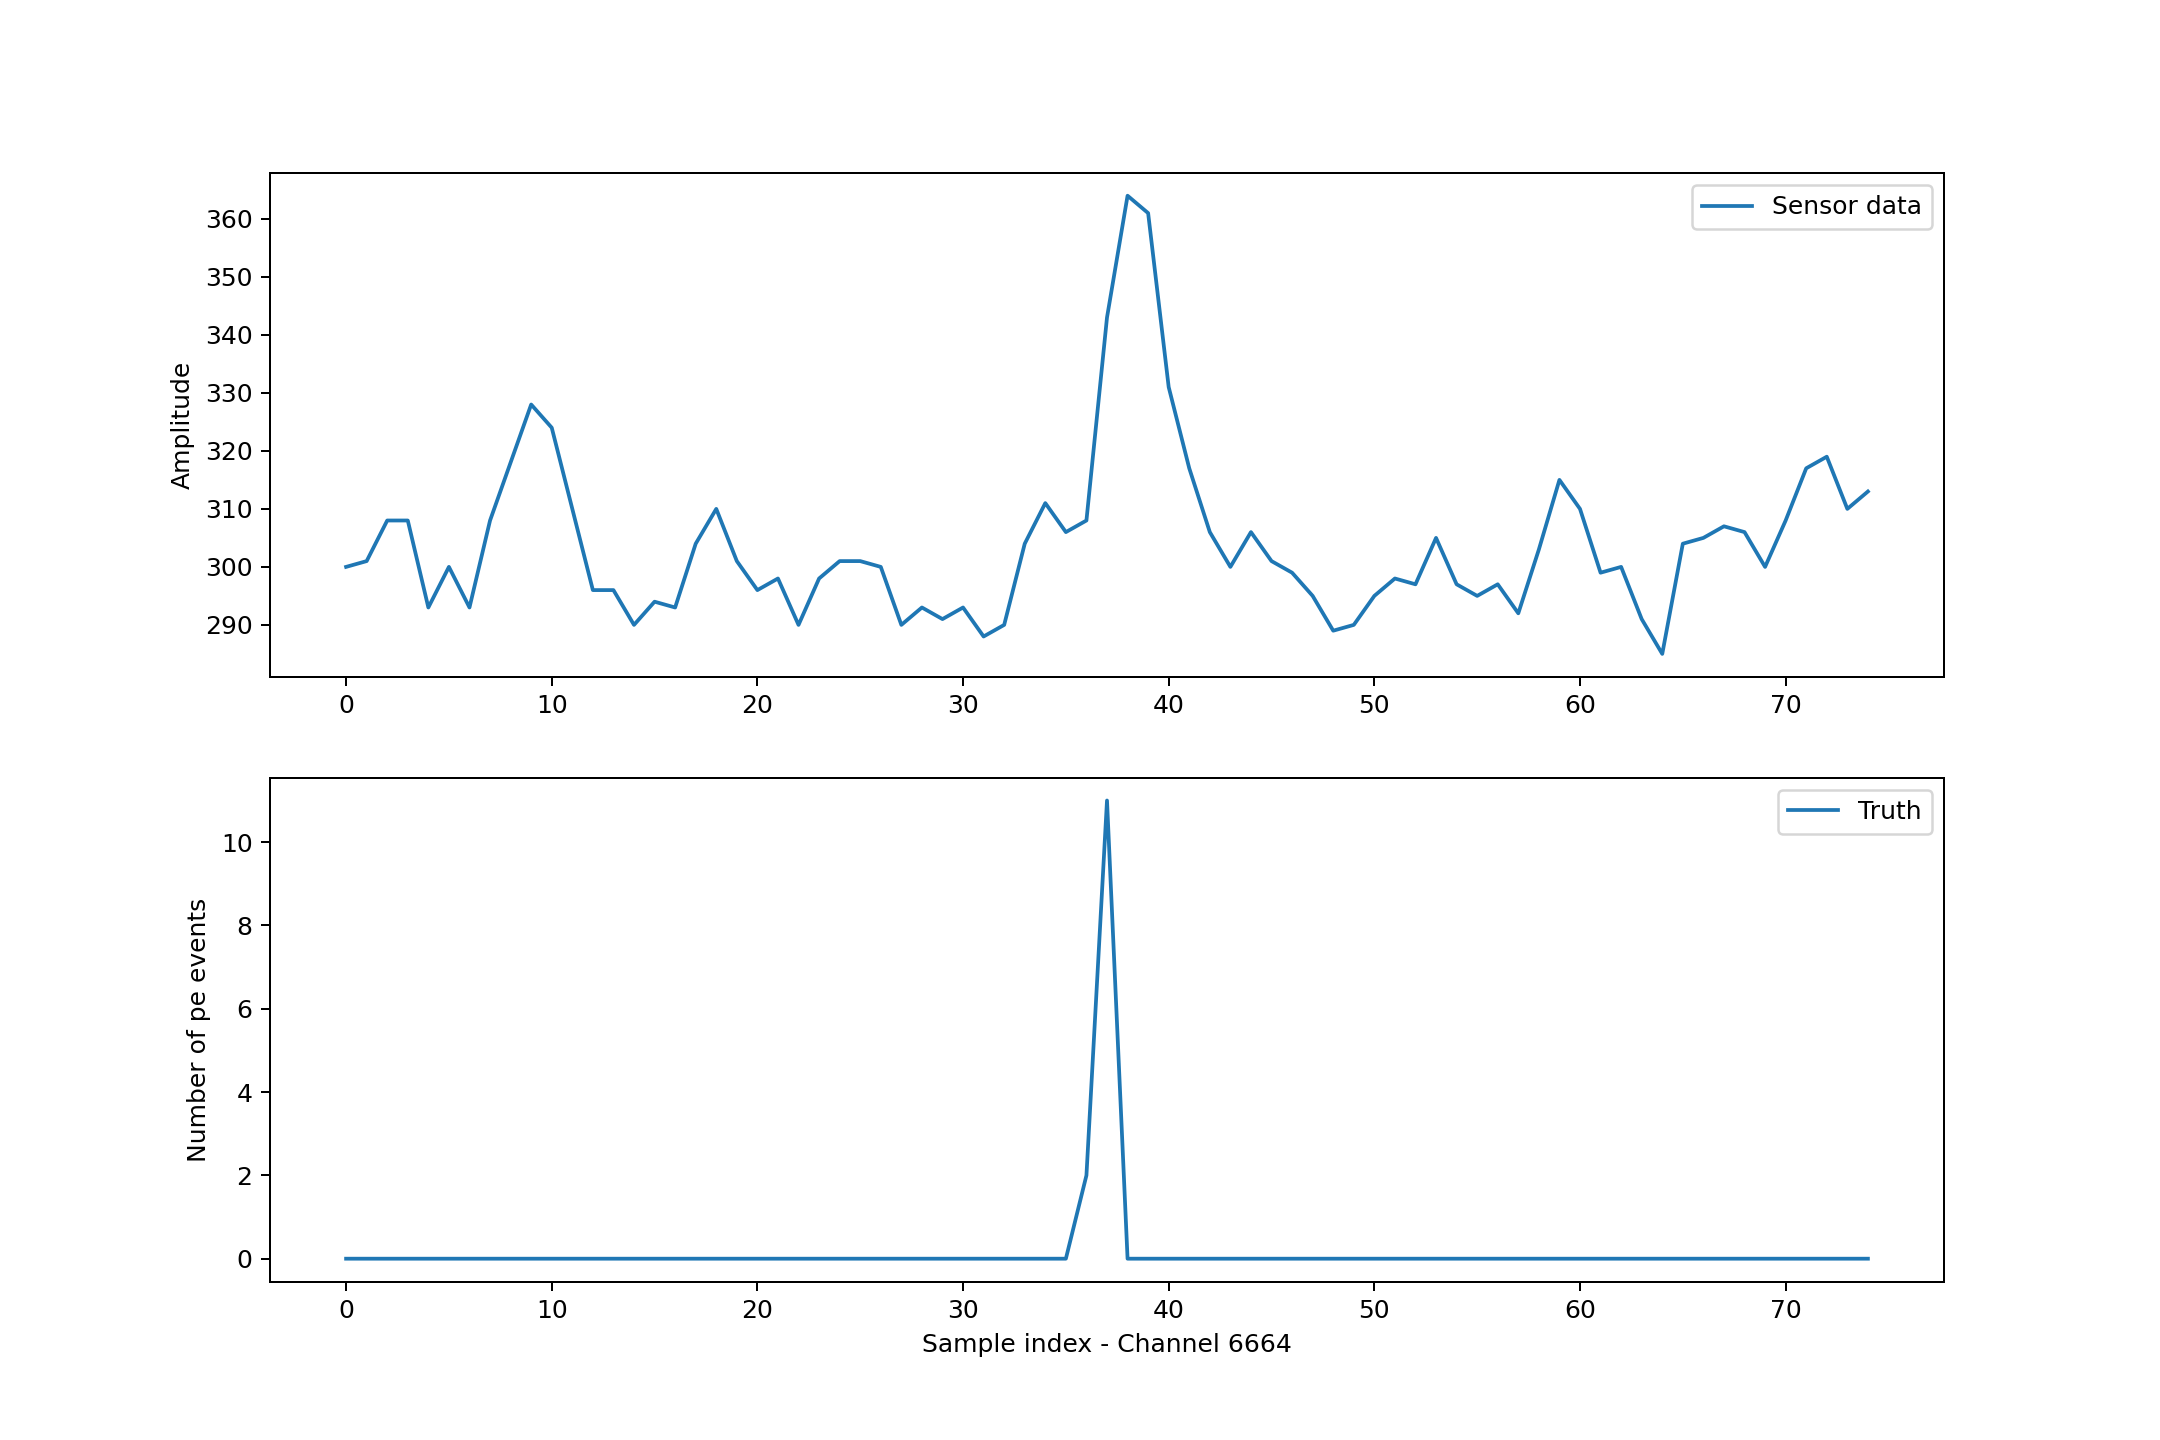 Sensor data
360
350
340
330
320
310
300
290
Amplitude
0 10 20 30 40 50 60 70
Truth
10
8
6
4
2
0
Number of pe events
0 10 20 30 40 50 60 70
Sample index - Channel 6664